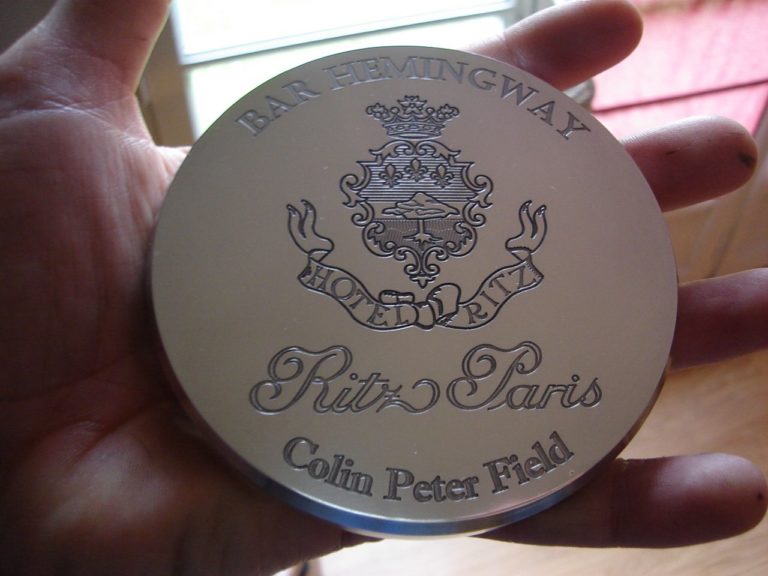 BAR HEMINGWAY
HOTEL RITZ
Ritz Paris
Colin Peter Field